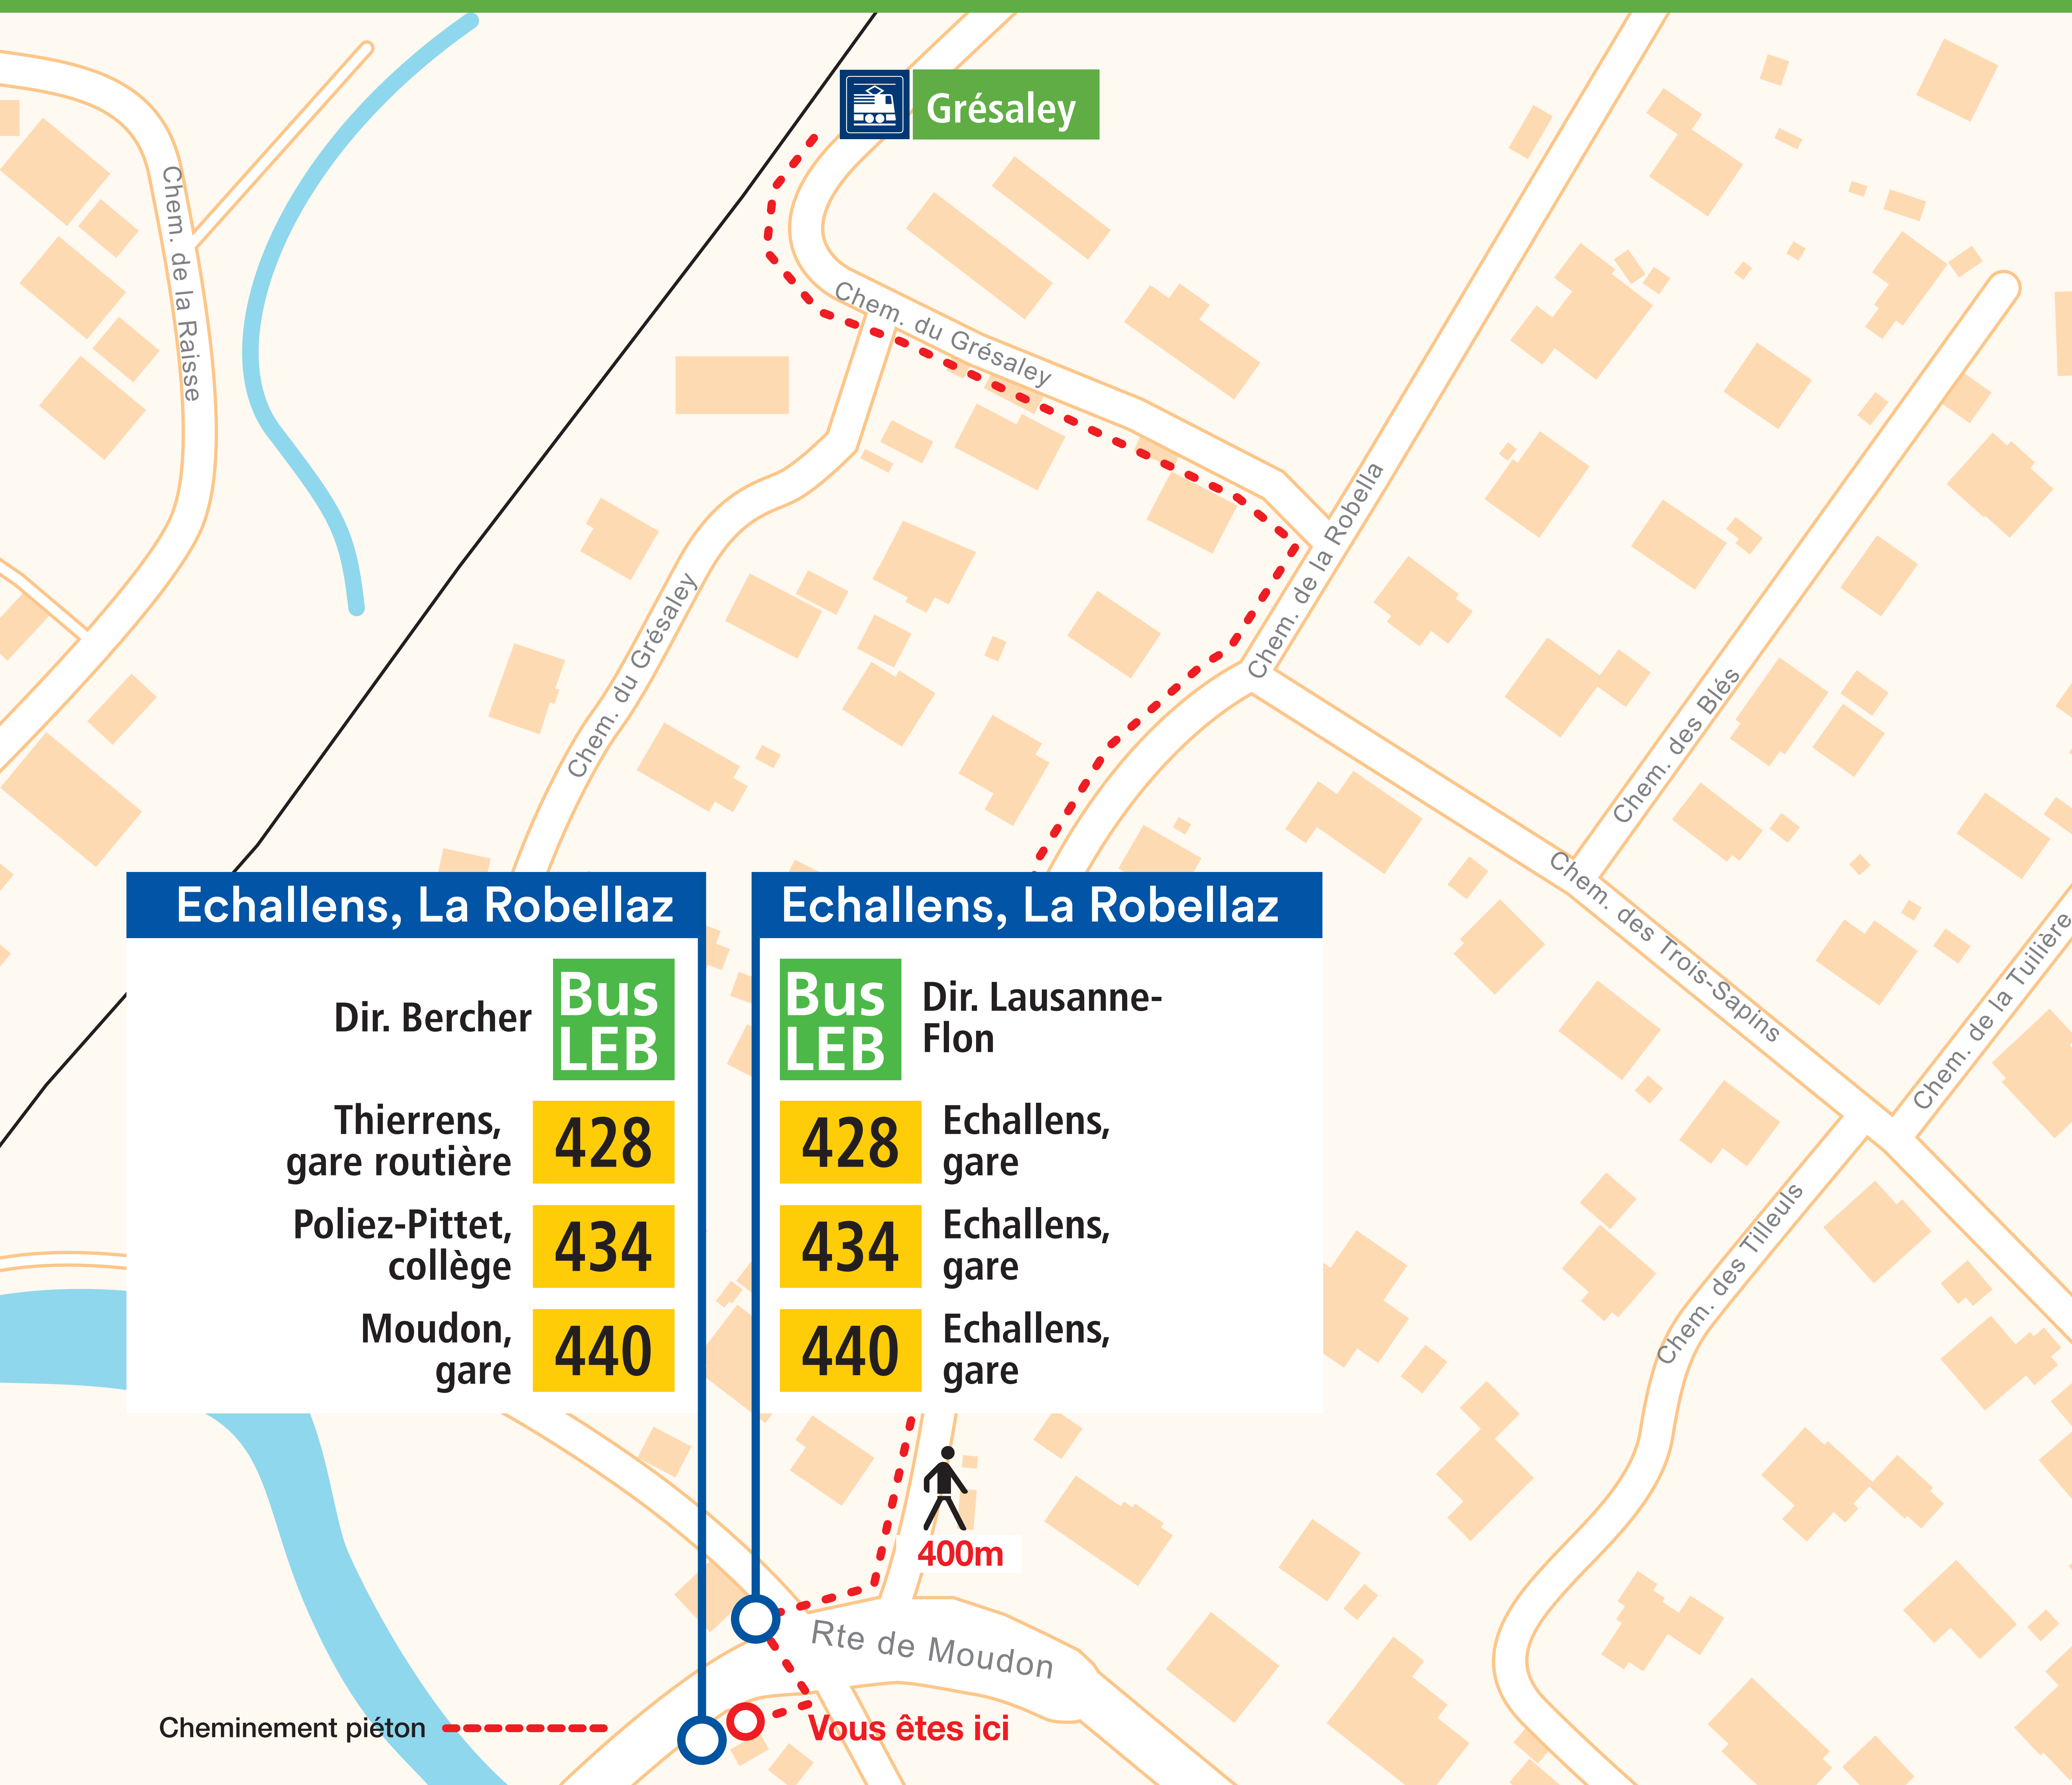 Grésaley
Chem. de la Raisse
Chem. du Grésaley
Chem. de la Robella
Chem. du Grésaley
Chem. des Blés
Chem. des Trois-Sapins
Chem. de la Tuilière
Chem. des Tilleuls
Echallens, La Robellaz
Dir. Bercher
Bus
LEB
Thierrens,
gare routière
428
Poliez-Pittet,
collège
434
Moudon,
gare
440
Echallens, La Robellaz
Bus
LEB
Dir. Lausanne-
Flon
428
Echallens,
gare
434
Echallens,
gare
440
Echallens,
gare
400m
Rte de Moudon
Cheminement piéton
Vous êtes ici